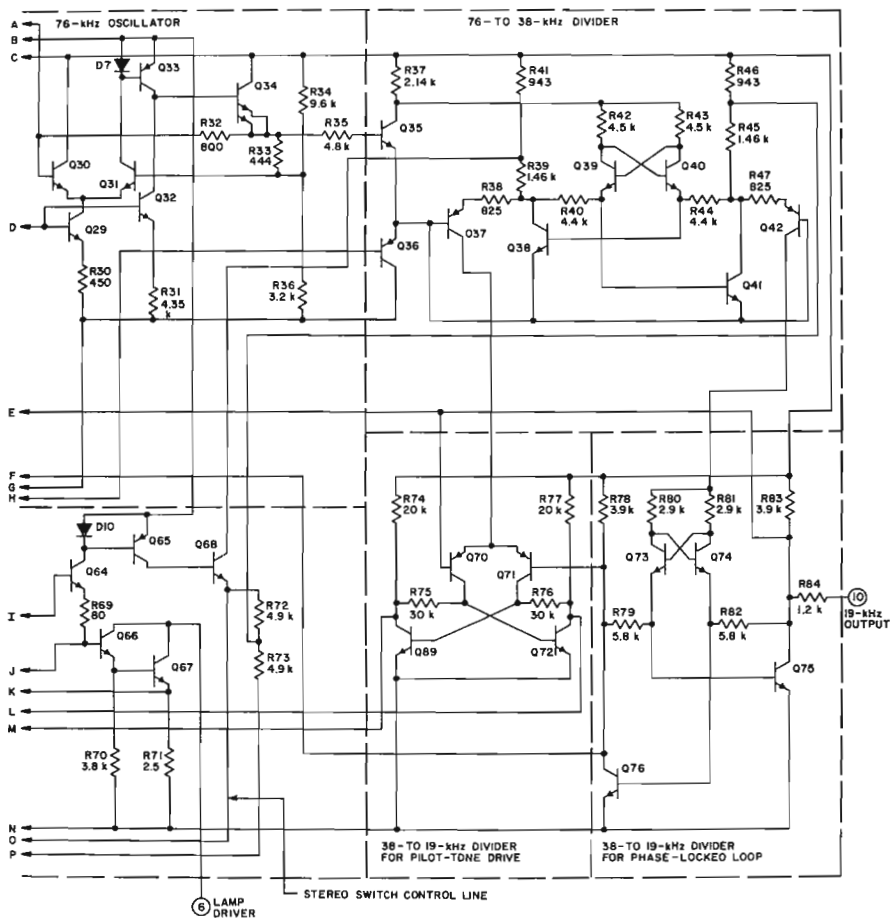 A
76-kHz OSCILLATOR
76-TO 38-kHz DIVIDER
B
C
D7
Q33
Q34
R34
9.6 k
R37
2.14 k
R41
943
R46
943
R42
4.5 k
R43
4.5 k
R32
800
R33
444
R35
4.8 k
Q35
R45
1.46 k
Q30
Q31
Q32
Q39
Q40
R39
1.46 k
R38
825
R47
825
R40
4.4 k
R44
4.4 k
D
Q29
Q36
Q37
Q38
Q42
R30
450
R31
4.35
k
R36
3.2 k
Q41
E
F
G
H
R74
20 k
R77
20 k
R78
3.9 k
R80
2.9 k
R81
2.9 k
R83
3.9 k
D10
Q65
Q68
Q64
Q70
Q71
Q73
Q74
I
R69
80
R72
4.9 k
R75
30 k
R76
30 k
R79
5.8 k
R82
5.8 k
R84
1.2 k
10
19-kHz
OUTPUT
Q66
Q67
J
R73
4.9 k
Q89
Q72
Q75
K
L
M
R70
3.8 k
R71
2.5
Q76
N
O
P
38-TO 19-kHz DIVIDER
FOR PILOT-TONE DRIVE
38-TO 19-kHz DIVIDER
FOR PHASE-LOCKED LOOP
STEREO SWITCH CONTROL LINE
6
LAMP
DRIVER